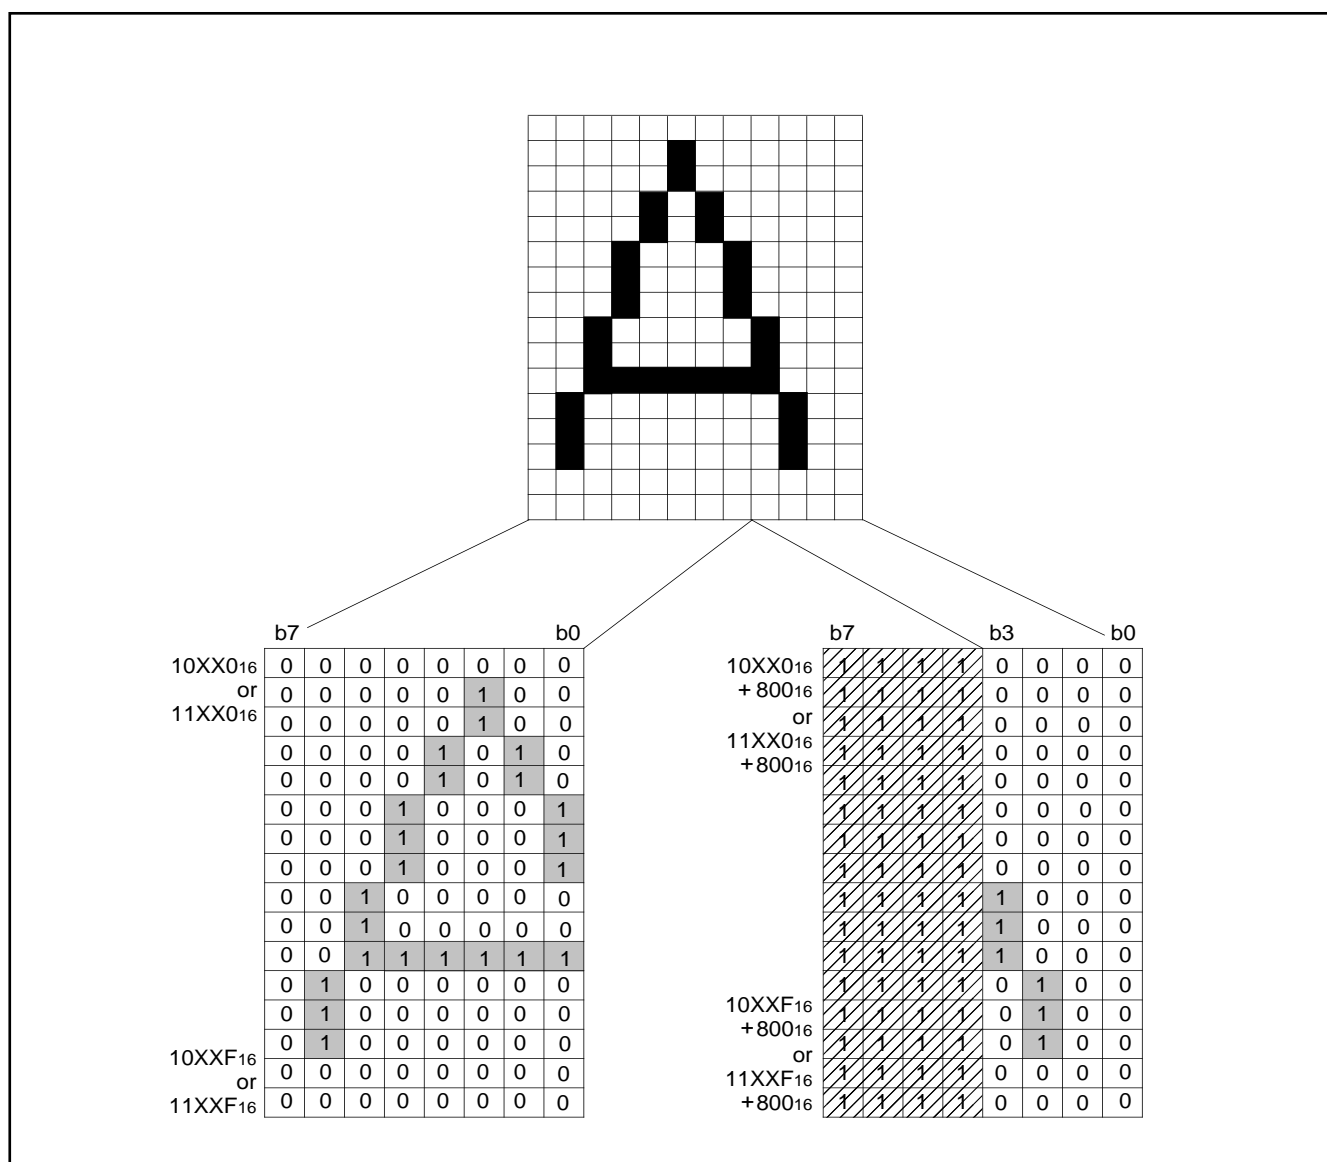 b7 b0
10XX016
or
11XX016
0 0 0 0 0 0 0 0
0 0 0 0 0 1 0 0
0 0 0 0 0 1 0 0
0 0 0 0 1 0 1 0
0 0 0 0 1 0 1 0
0 0 0 1 0 0 0 1
0 0 0 1 0 0 0 1
0 0 0 1 0 0 0 1
0 0 1 0 0 0 0 0
0 0 1 0 0 0 0 0
0 0 1 1 1 1 1 1
0 1 0 0 0 0 0 0
0 1 0 0 0 0 0 0
0 1 0 0 0 0 0 0
0 0 0 0 0 0 0 0
0 0 0 0 0 0 0 0
10XXF16
or
11XXF16
b7 b3 b0
10XX016
+80016
or
11XX016
+80016
1 1 1 1 0 0 0 0
1 1 1 1 0 0 0 0
1 1 1 1 0 0 0 0
1 1 1 1 0 0 0 0
1 1 1 1 0 0 0 0
1 1 1 1 0 0 0 0
1 1 1 1 0 0 0 0
1 1 1 1 0 0 0 0
1 1 1 1 1 0 0 0
1 1 1 1 1 0 0 0
1 1 1 1 1 0 0 0
1 1 1 1 0 1 0 0
1 1 1 1 0 1 0 0
1 1 1 1 0 1 0 0
1 1 1 1 0 0 0 0
1 1 1 1 0 0 0 0
10XXF16
+80016
or
11XXF16
+80016